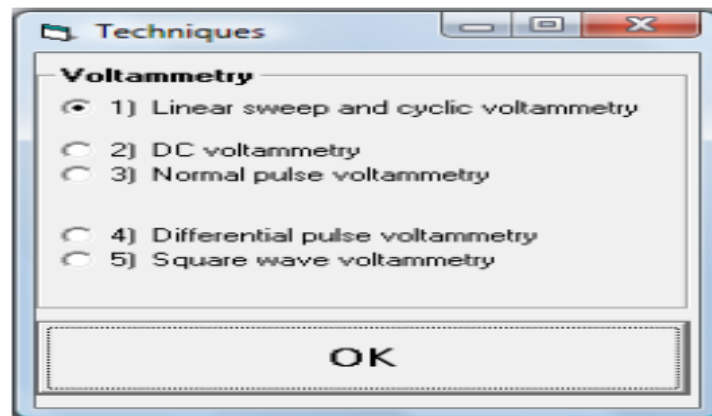 Techniques
Voltammetry
1) Linear sweep and cyclic voltammetry
2) DC voltammetry
3) Normal pulse voltammetry
4) Differential pulse voltammetry
5) Square wave voltammetry
OK